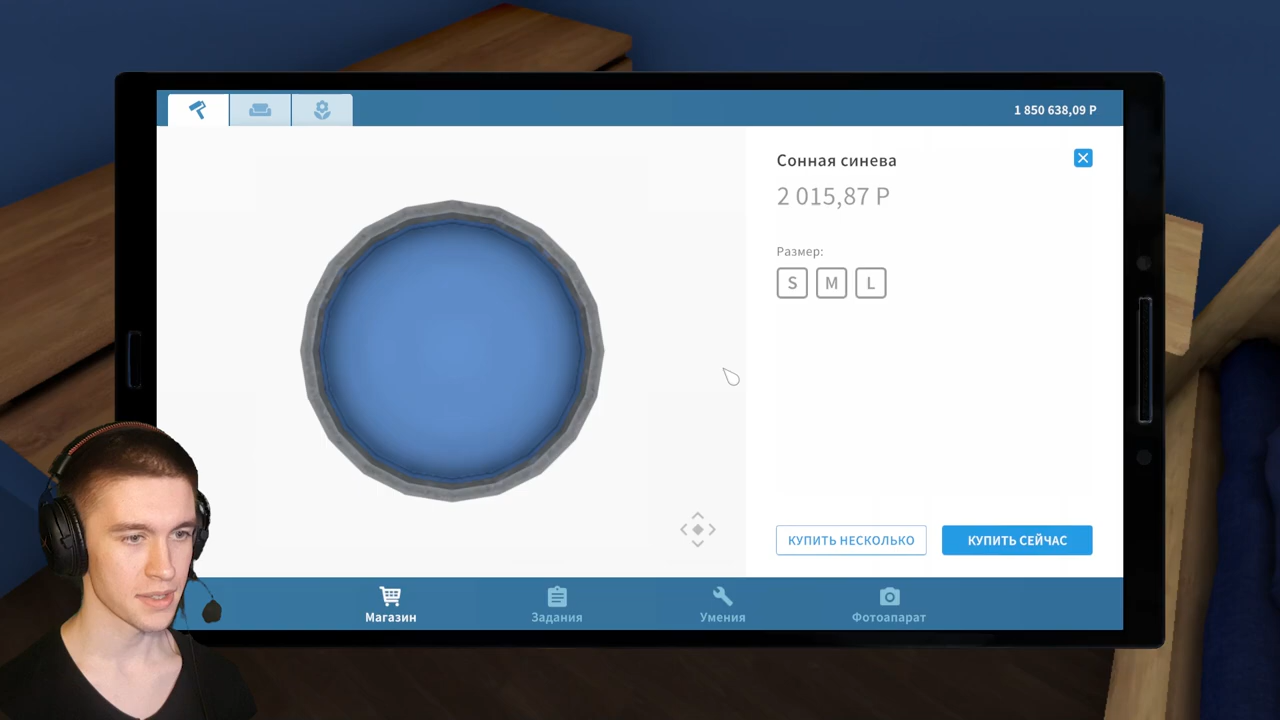 1 850 638,09 Р
Сонная синева
2 015,87 Р
Размер:
S M L
КУПИТЬ НЕСКОЛЬКО
КУПИТЬ СЕЙЧАС
Магазин
Задания
Умения
Фотоапарат